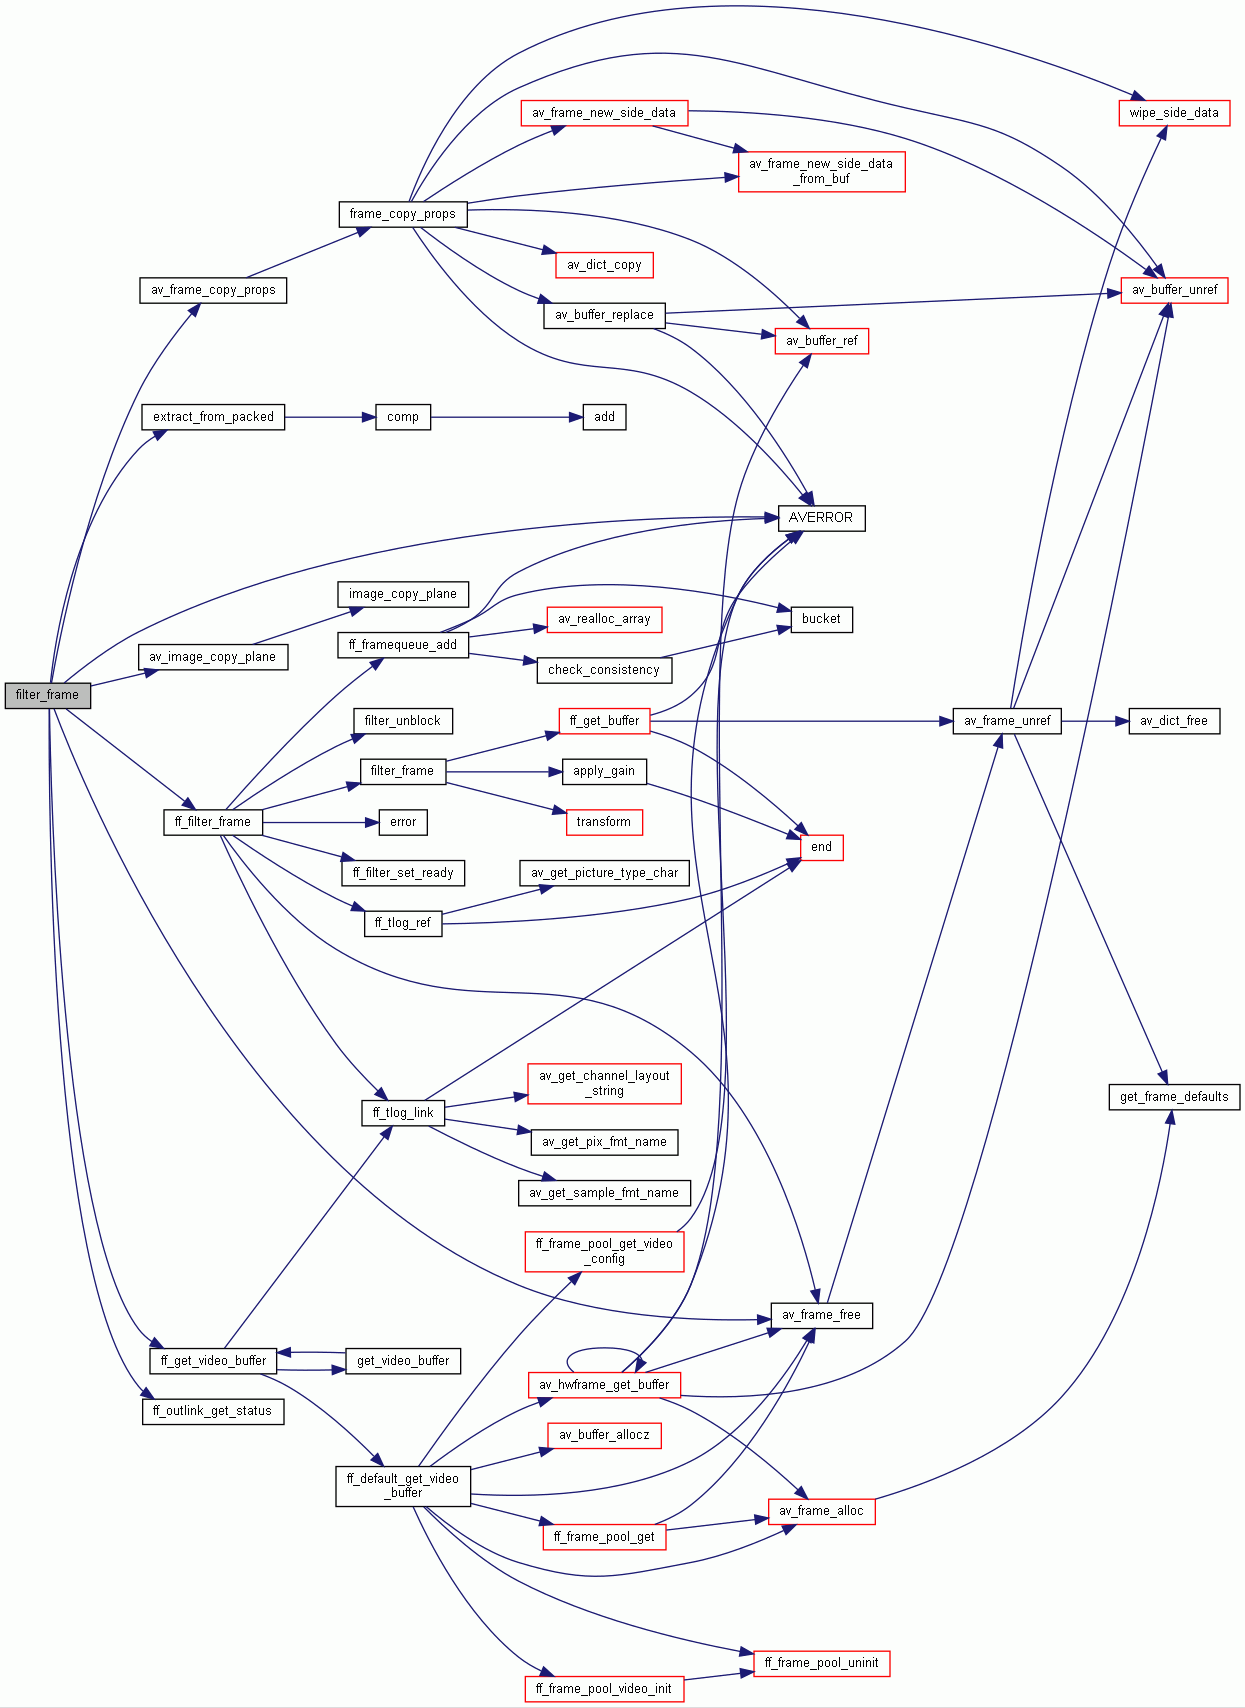 wipe_side_data
av_frame_new_side_data
av_frame_new_side_data
_from_buf
frame_copy_props
av_dict_copy
av_frame_copy_props
av_buffer_unref
av_buffer_replace
av_buffer_ref
extract_from_packed
comp
add
AVERROR
image_copy_plane
av_realloc_array
bucket
ff_framequeue_add
av_image_copy_plane
check_consistency
filter_frame
filter_unblock
ff_get_buffer
av_frame_unref
av_dict_free
filter_frame
apply_gain
ff_filter_frame
error
transform
end
ff_filter_set_ready
av_get_picture_type_char
ff_tlog_ref
av_get_channel_layout
_string
get_frame_defaults
ff_tlog_link
av_get_pix_fmt_name
av_get_sample_fmt_name
ff_frame_pool_get_video
_config
av_frame_free
ff_get_video_buffer
get_video_buffer
av_hwframe_get_buffer
ff_outlink_get_status
av_buffer_allocz
ff_default_get_video
_buffer
av_frame_alloc
ff_frame_pool_get
ff_frame_pool_uninit
ff_frame_pool_video_init